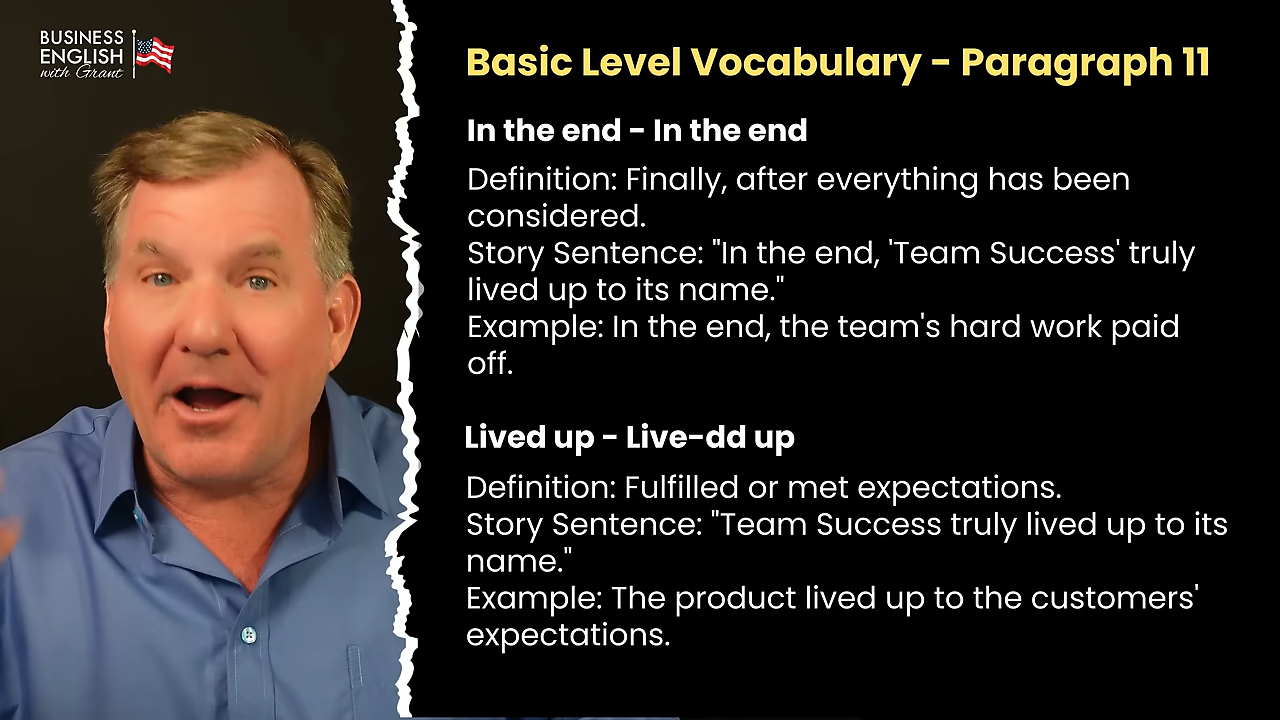 BUSINESS
ENGLISH
with Grant
Basic Level Vocabulary - Paragraph 11
In the end - In the end
Definition: Finally, after everything has been
considered.
Story Sentence: "In the end, 'Team Success' truly
lived up to its name."
Example: In the end, the team's hard work paid
off.
Lived up - Live-dd up
Definition: Fulfilled or met expectations.
Story Sentence: "Team Success truly lived up to its
name."
Example: The product lived up to the customers'
expectations.